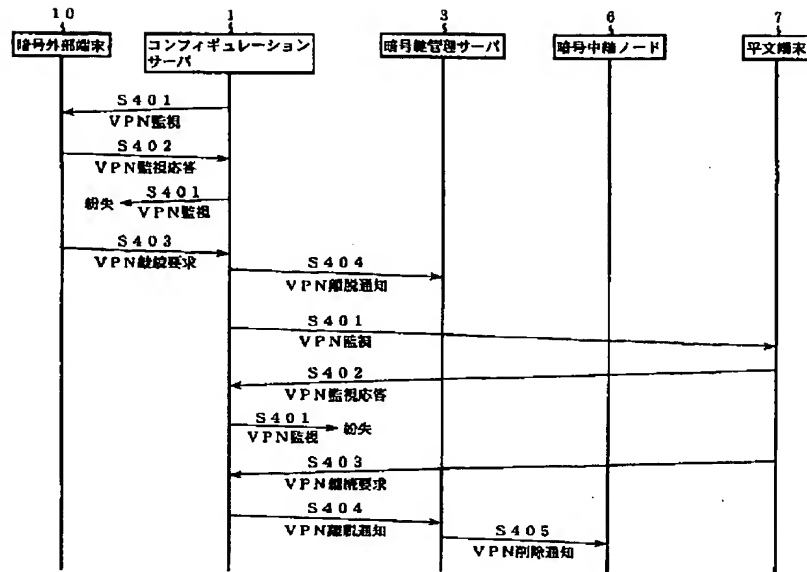 10
1
3
6
7
暗号外部端末
コンフィギュレーション
サーバ
暗号鍵管理サーバ
暗号中継ノード
平文端末
S401
VPN監視
S402
VPN監視応答
S401
紛失
VPN監視
S403
VPN継続要求
S404
VPN離脱通知
S401
VPN監視
S402
VPN監視応答
S401
VPN監視
紛失
S403
VPN継続要求
S404
VPN離脱通知
S405
VPN削除通知